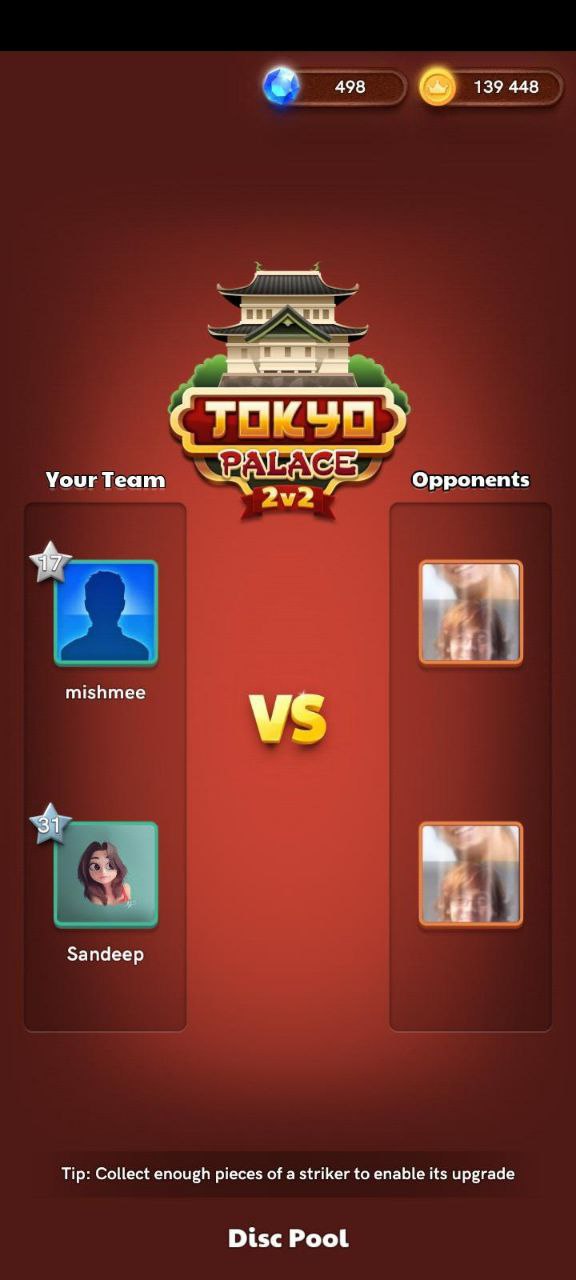 498
139 448
TOKYO
PALACE
2v2
Your Team
Opponents
17
mishmee
VS
31
Sandeep
Tip: Collect enough pieces of a striker to enable its upgrade
Disc Pool